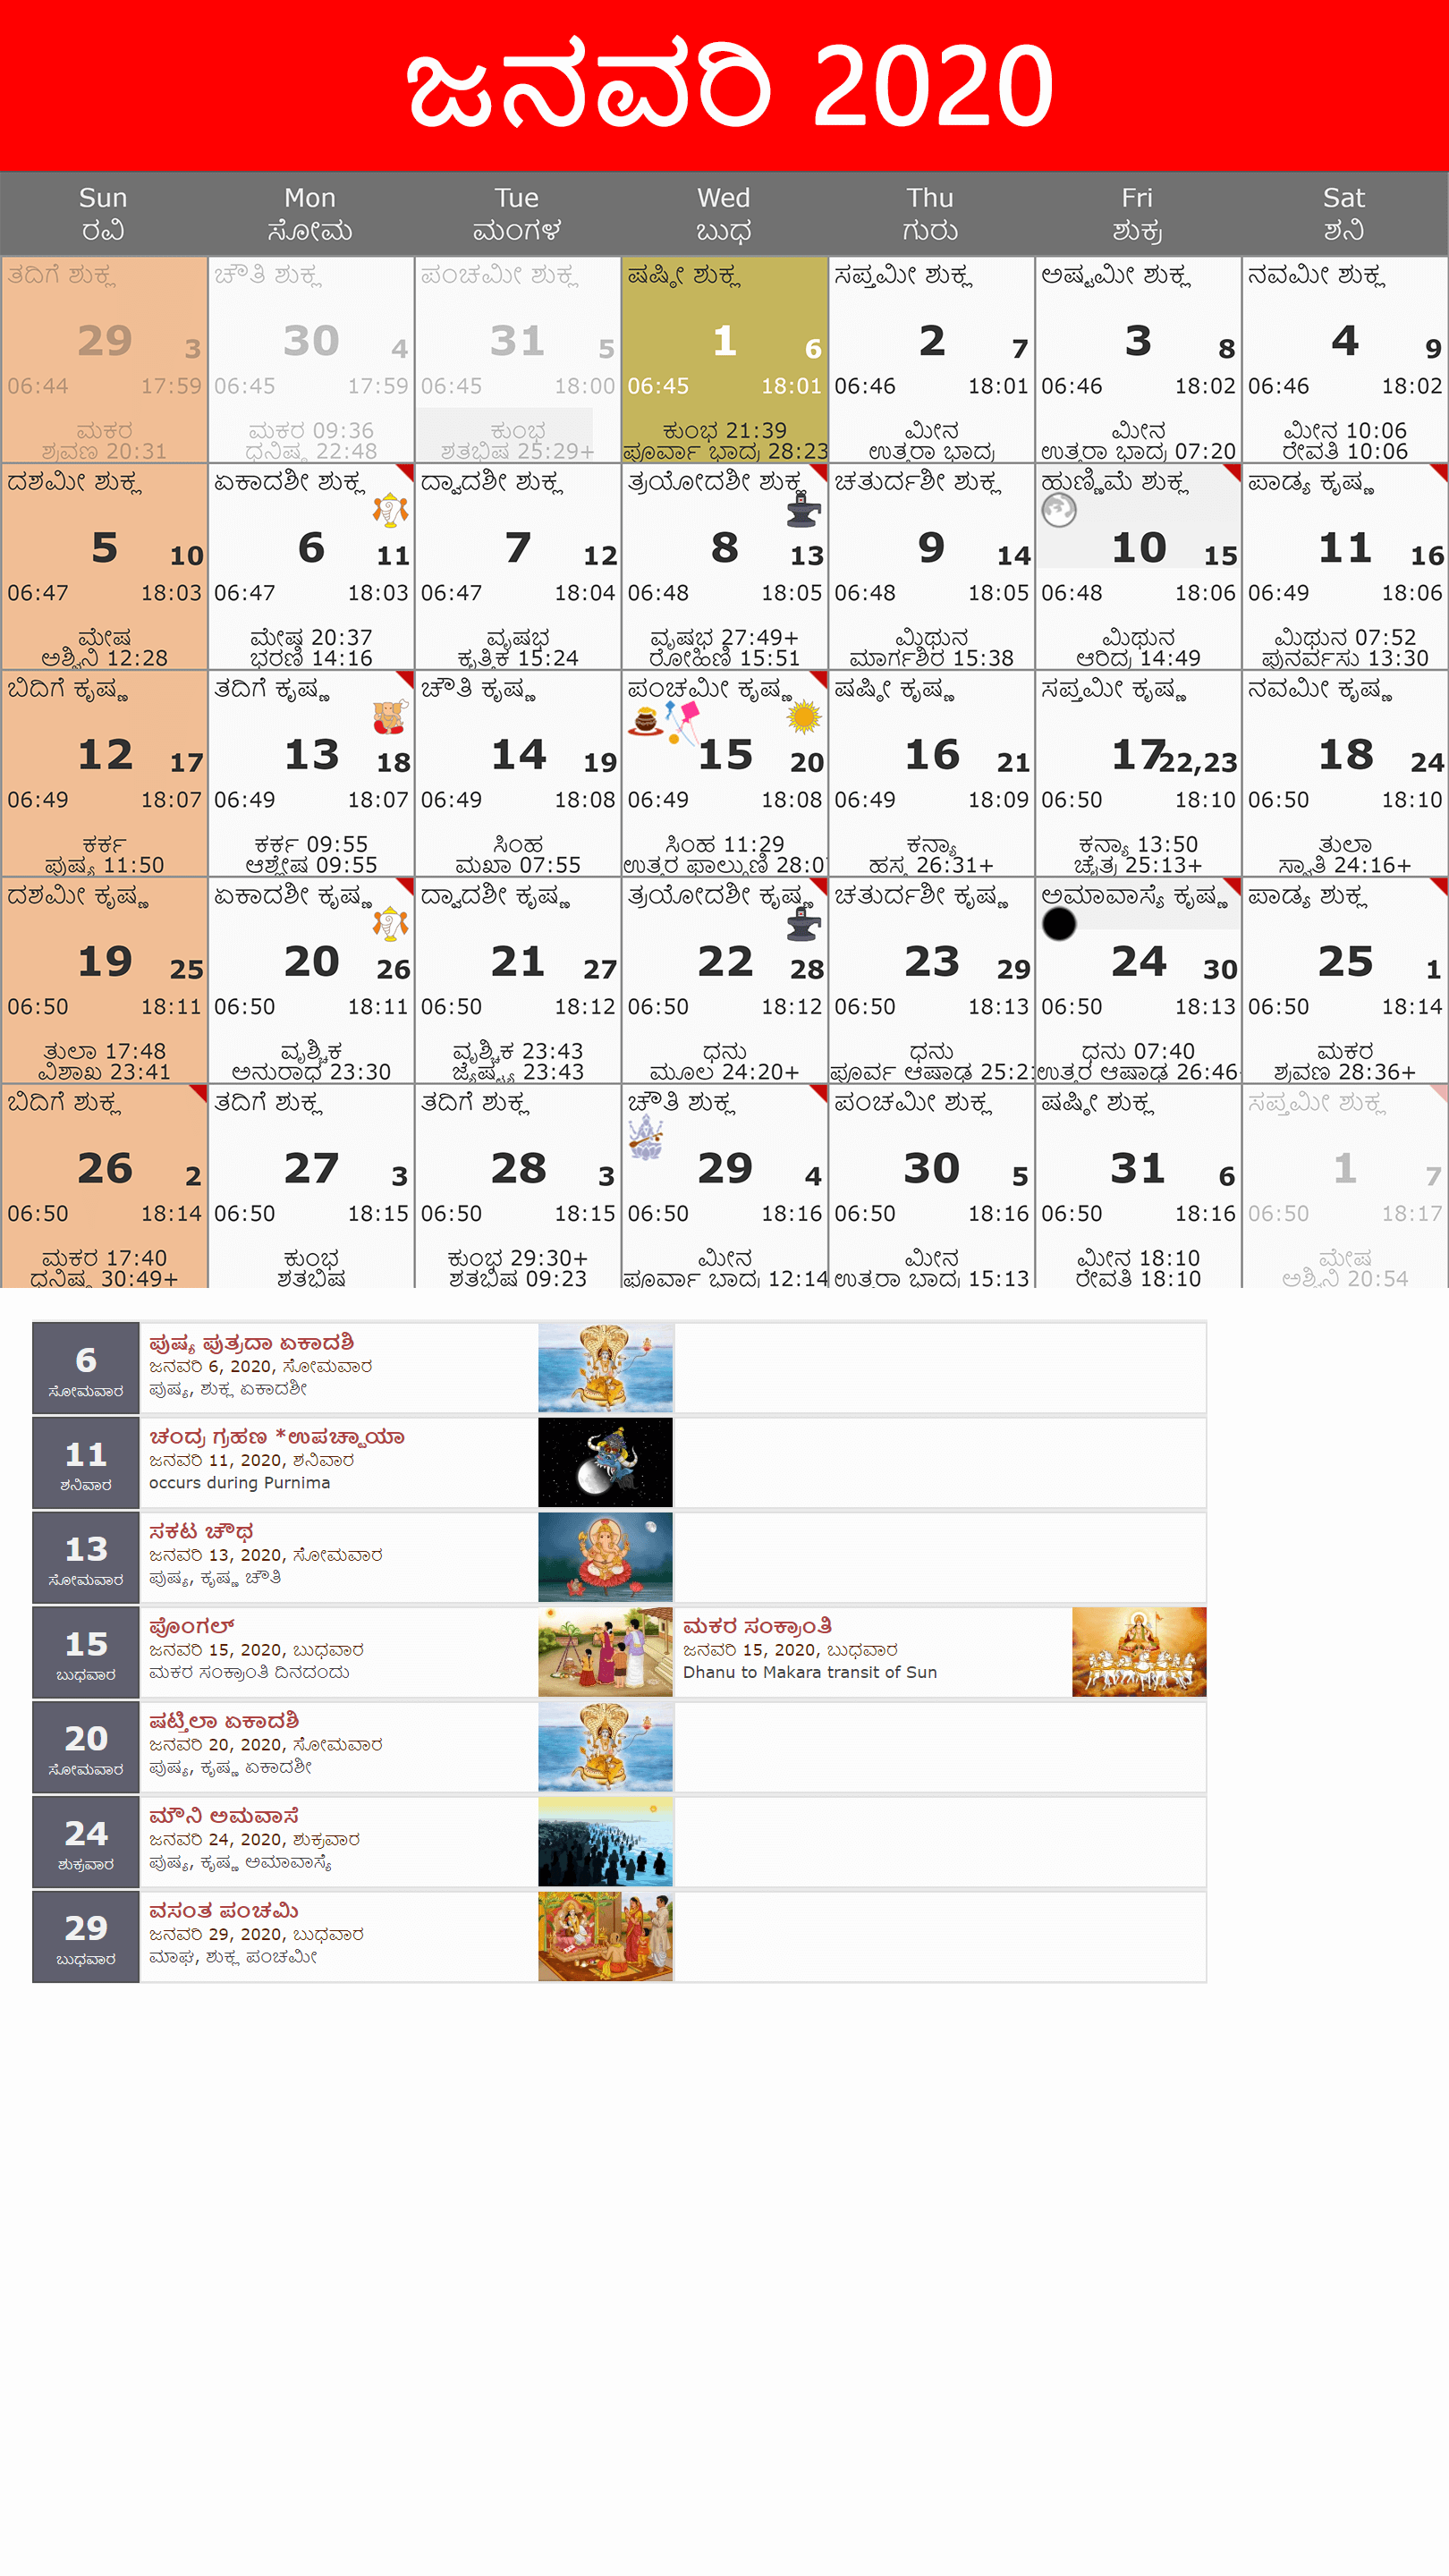 ಜನವರಿ 2020
Sun Mon Tue Wed Thu Fri Sat
ರವಿ ಸೋಮ ಮಂಗಳ ಬುಧ ಗುರು ಶುಕ್ರ ಶನಿ
ತದಿಗೆ ಶುಕ್ಲ ಚೌತಿ ಶುಕ್ಲ ಪಂಚಮೀ ಶುಕ್ಲ ಷಷ್ಠೀ ಶುಕ್ಲ ಸಪ್ತಮೀ ಶುಕ್ಲ ಅಷ್ಟಮೀ ಶುಕ್ಲ ನವಮೀ ಶುಕ್ಲ
29 3 30 4 31 5 1 6 2 7 3 8 4 9
06:44 17:59 06:45 17:59 06:45 18:00 06:45 18:01 06:46 18:01 06:46 18:02 06:46 18:02
ಮಕರ ಮಕರ 09:36 ಕುಂಭ ಕುಂಭ 21:39 ಮೀನ ಮೀನ ಮೀನ 10:06
ಶ್ರವಣ 20:31 ಧನಿಷ್ಠ 22:48 ಶತಭಿಷ 25:29+ ಪೂರ್ವಾ ಭಾದ್ರ 28:23 ಉತ್ತರಾ ಭಾದ್ರ ಉತ್ತರಾ ಭಾದ್ರ 07:20 ರೇವತಿ 10:06
ದಶಮೀ ಶುಕ್ಲ ಏಕಾದಶೀ ಶುಕ್ಲ ದ್ವಾದಶೀ ಶುಕ್ಲ ತ್ರಯೋದಶೀ ಶುಕ್ಲ ಚತುರ್ದಶೀ ಶುಕ್ಲ ಹುಣ್ಣಿಮೆ ಶುಕ್ಲ ಪಾಡ್ಯ ಕೃಷ್ಣ
5 10 6 11 7 12 8 13 9 14 10 15 11 16
06:47 18:03 06:47 18:03 06:47 18:04 06:48 18:05 06:48 18:05 06:48 18:06 06:49 18:06
ಮೇಷ ಮೇಷ 20:37 ವೃಷಭ ವೃಷಭ 27:49+ ಮಿಥುನ ಮಿಥುನ ಮಿಥುನ 07:52
ಅಶ್ವಿನಿ 12:28 ಭರಣಿ 14:16 ಕೃತ್ತಿಕ 15:24 ರೋಹಿಣಿ 15:51 ಮಾರ್ಗಶಿರ 15:38 ಆರಿದ್ರ 14:49 ಪುನರ್ವಸು 13:30
ಬಿದಿಗೆ ಕೃಷ್ಣ ತದಿಗೆ ಕೃಷ್ಣ ಚೌತಿ ಕೃಷ್ಣ ಪಂಚಮೀ ಕೃಷ್ಣ ಷಷ್ಠೀ ಕೃಷ್ಣ ಸಪ್ತಮೀ ಕೃಷ್ಣ ನವಮೀ ಕೃಷ್ಣ
12 17 13 18 14 19 15 20 16 21 17 22,23 18 24
06:49 18:07 06:49 18:07 06:49 18:08 06:49 18:08 06:49 18:09 06:50 18:10 06:50 18:10
ಕರ್ಕ ಕರ್ಕ 09:55 ಸಿಂಹ ಸಿಂಹ 11:29 ಕನ್ಯಾ ಕನ್ಯಾ 13:50 ತುಲಾ
ಪುಷ್ಯ 11:50 ಆಶ್ಲೇಷ 09:55 ಮಖಾ 07:55 ಉತ್ತರ ಫಾಲ್ಗುಣಿ 28:0 ಹಸ್ತ 26:31+ ಚೈತ್ರ 25:13+ ಸ್ವಾತಿ 24:16+
ದಶಮೀ ಕೃಷ್ಣ ಏಕಾದಶೀ ಕೃಷ್ಣ ದ್ವಾದಶೀ ಕೃಷ್ಣ ತ್ರಯೋದಶೀ ಕೃಷ್ಣ ಚತುರ್ದಶೀ ಕೃಷ್ಣ ಅಮಾವಾಸ್ಯೆ ಕೃಷ್ಣ ಪಾಡ್ಯ ಶುಕ್ಲ
19 25 20 26 21 27 22 28 23 29 24 30 25 1
06:50 18:11 06:50 18:11 06:50 18:12 06:50 18:12 06:50 18:13 06:50 18:13 06:50 18:14
ತುಲಾ 17:48 ವೃಶ್ಚಿಕ ವೃಶ್ಚಿಕ 23:43 ಧನು ಧನು ಧನು 07:40 ಮಕರ
ವಿಶಾಖ 23:41 ಅನುರಾಧ 23:30 ಜ್ಯೆಷ್ಟ್ಯ 23:43 ಮೂಲ 24:20+ ಪೂರ್ವ ಆಷಾಢ 25:2 ಉತ್ತರ ಆಷಾಢ 26:46 ಶ್ರವಣ 28:36+
ಬಿದಿಗೆ ಶುಕ್ಲ ತದಿಗೆ ಶುಕ್ಲ ತದಿಗೆ ಶುಕ್ಲ ಚೌತಿ ಶುಕ್ಲ ಪಂಚಮೀ ಶುಕ್ಲ ಷಷ್ಠೀ ಶುಕ್ಲ ಸಪ್ತಮೀ ಶುಕ್ಲ
26 2 27 3 28 3 29 4 30 5 31 6 1 7
06:50 18:14 06:50 18:15 06:50 18:15 06:50 18:16 06:50 18:16 06:50 18:16 06:50 18:17
ಮಕರ 17:40 ಕುಂಭ ಕುಂಭ 29:30+ ಮೀನ ಮೀನ ಮೀನ 18:10 ಮೇಷ
ಧನಿಷ್ಠ 30:49+ ಶತಭಿಷ ಶತಭಿಷ 09:23 ಪೂರ್ವಾ ಭಾದ್ರ 12:14 ಉತ್ತರಾ ಭಾದ್ರ 15:13 ರೇವತಿ 18:10 ಅಶ್ವಿನಿ 20:54
6
ಸೋಮವಾರ
ಪುಷ್ಯ ಪುತ್ರದಾ ಏಕಾದಶಿ
ಜನವರಿ 6, 2020, ಸೋಮವಾರ
ಪುಷ್ಯ, ಶುಕ್ಲ ಏಕಾದಶೀ
11
ಶನಿವಾರ
ಚಂದ್ರ ಗ್ರಹಣ *ಉಪಚ್ಛಾಯಾ
ಜನವರಿ 11, 2020, ಶನಿವಾರ
occurs during Purnima
13
ಸೋಮವಾರ
ಸಕಟ ಚೌಥ
ಜನವರಿ 13, 2020, ಸೋಮವಾರ
ಪುಷ್ಯ, ಕೃಷ್ಣ ಚೌತಿ
15
ಬುಧವಾರ
ಪೊಂಗಲ್
ಜನವರಿ 15, 2020, ಬುಧವಾರ
ಮಕರ ಸಂಕ್ರಾಂತಿ ದಿನದಂದು
ಮಕರ ಸಂಕ್ರಾಂತಿ
ಜನವರಿ 15, 2020, ಬುಧವಾರ
Dhanu to Makara transit of Sun
20
ಸೋಮವಾರ
ಷಟ್ತಿಲಾ ಏಕಾದಶಿ
ಜನವರಿ 20, 2020, ಸೋಮವಾರ
ಪುಷ್ಯ, ಕೃಷ್ಣ ಏಕಾದಶೀ
24
ಶುಕ್ರವಾರ
ಮೌನಿ ಅಮವಾಸೆ
ಜನವರಿ 24, 2020, ಶುಕ್ರವಾರ
ಪುಷ್ಯ, ಕೃಷ್ಣ ಅಮಾವಾಸ್ಯೆ
29
ಬುಧವಾರ
ವಸಂತ ಪಂಚಮಿ
ಜನವರಿ 29, 2020, ಬುಧವಾರ
ಮಾಘ, ಶುಕ್ಲ ಪಂಚಮೀ